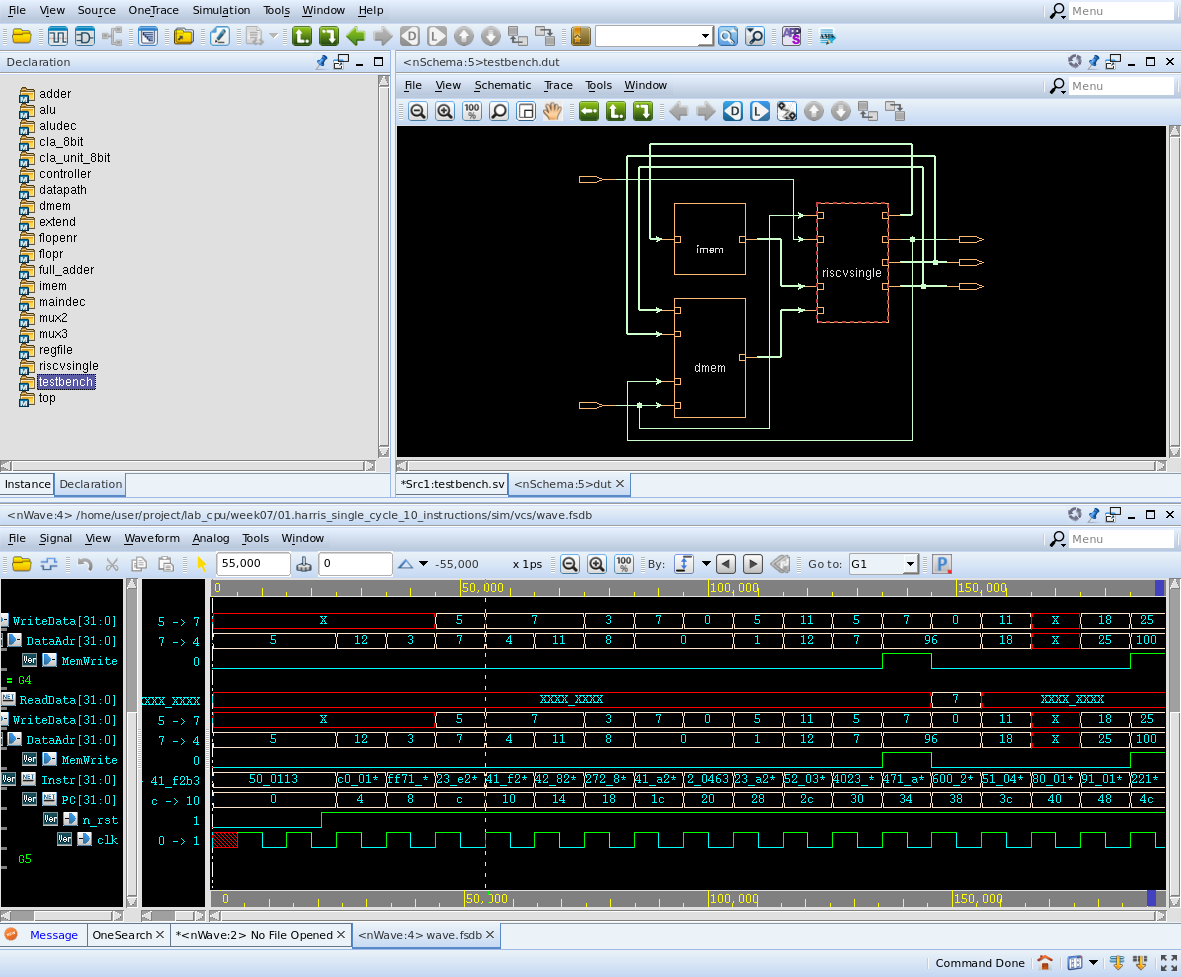 File View Source OneTrace Simulation Tools Window Help Menu
Declaration
adder
alu
aludec
cla_8bit
cla_unit_8bit
controller
datapath
dmem
extend
flopenr
flopr
full_adder
imem
maindec
mux2
mux3
regfile
riscvsingle
testbench
top
Instance Declaration
<nSchema:5>testbench.dut
File View Schematic Trace Tools Window Menu
100 %
imem
riscvsingle
dmem
*Src1:testbench.sv <nSchema:5>dut
<nWave:4> /home/user/project/lab_cpu/week07/01.harris_single_cycle_10_instructions/sim/vcs/wave.fsdb
File Signal View Waveform Analog Tools Window Menu
55,000 0 -55,000 x 1ps 100 % By: Go to: G1
0 50,000 100,000 150,000
WriteData[31:0] 5 -> 7 X 5 7 3 7 0 5 11 5 7 0 11 X 18 25
DataAdr[31:0] 7 -> 4 5 12 3 7 4 11 8 0 1 12 7 96 18 X 25 100
MemWrite 0
= G4
ReadData[31:0] XXXX_XXXX XXXX_XXXX 7 XXXX_XXXX
WriteData[31:0] 5 -> 7 X 5 7 3 7 0 5 11 5 7 0 11 X 18 25
DataAdr[31:0] 7 -> 4 5 12 3 7 4 11 8 0 1 12 7 96 18 X 25 100
MemWrite 0
Instr[31:0] 41_f2b3 50_0113 c0_01* ff71_* 23_e2* 41_f2* 42_82* 272_8* 41_a2* 2_0463 23_a2* 52_03* 4023_* 471_a* 600_2* 51_04* 80_01* 91_01* 221*
PC[31:0] c -> 10 0 4 8 c 10 14 18 1c 20 28 2c 30 34 38 3c 40 48 4c
n_rst 1
clk 0 -> 1
G5
0 50,000 100,000 150,000
Message OneSearch *<nWave:2> No File Opened <nWave:4> wave.fsdb
Command Done